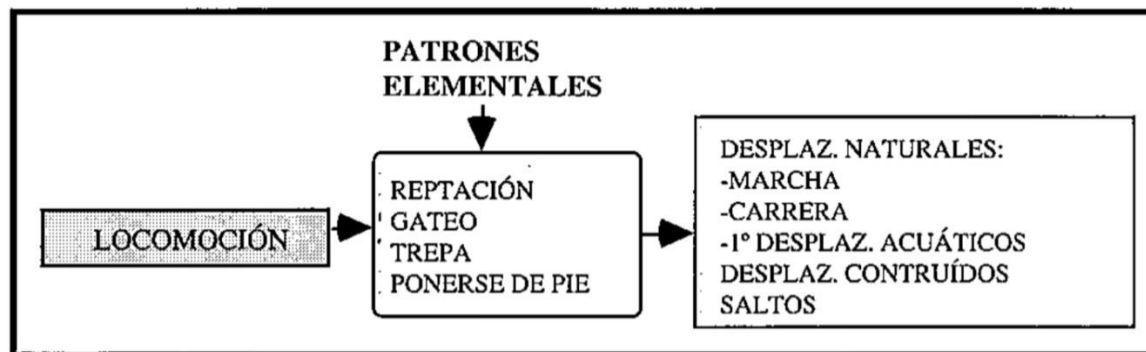 PATRONES
ELEMENTALES
LOCOMOCIÓN
REPTACIÓN
GATEO
TREPA
PONERSE DE PIE
DESPLAZ. NATURALES:
-MARCHA
-CARRERA
-1º DESPLAZ. ACUÁTICOS
DESPLAZ. CONTRUÍDOS
SALTOS